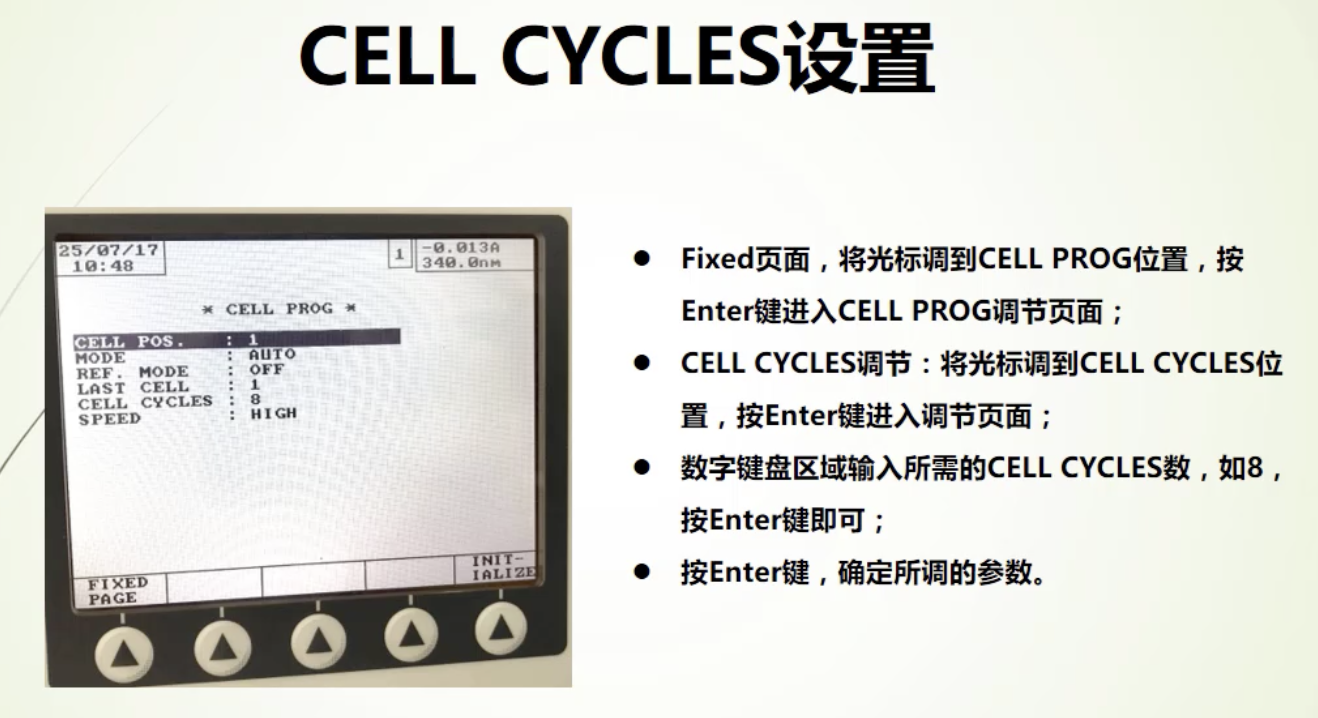 CELL CYCLES设置
25/07/17
10:48
1
-0.013A
340.0nm
* CELL PROG *
CELL POS. : 1
MODE : AUTO
REF. MODE : OFF
LAST CELL : 1
CELL CYCLES : 8
SPEED : HIGH
FIXED
PAGE
INIT-
IALIZE
● Fixed页面，将光标调到CELL PROG位置，按
Enter键进入CELL PROG调节页面；
● CELL CYCLES调节：将光标调到CELL CYCLES位
置，按Enter键进入调节页面；
● 数字键盘区域输入所需的CELL CYCLES数，如8，
按Enter键即可；
● 按Enter键，确定所调的参数。